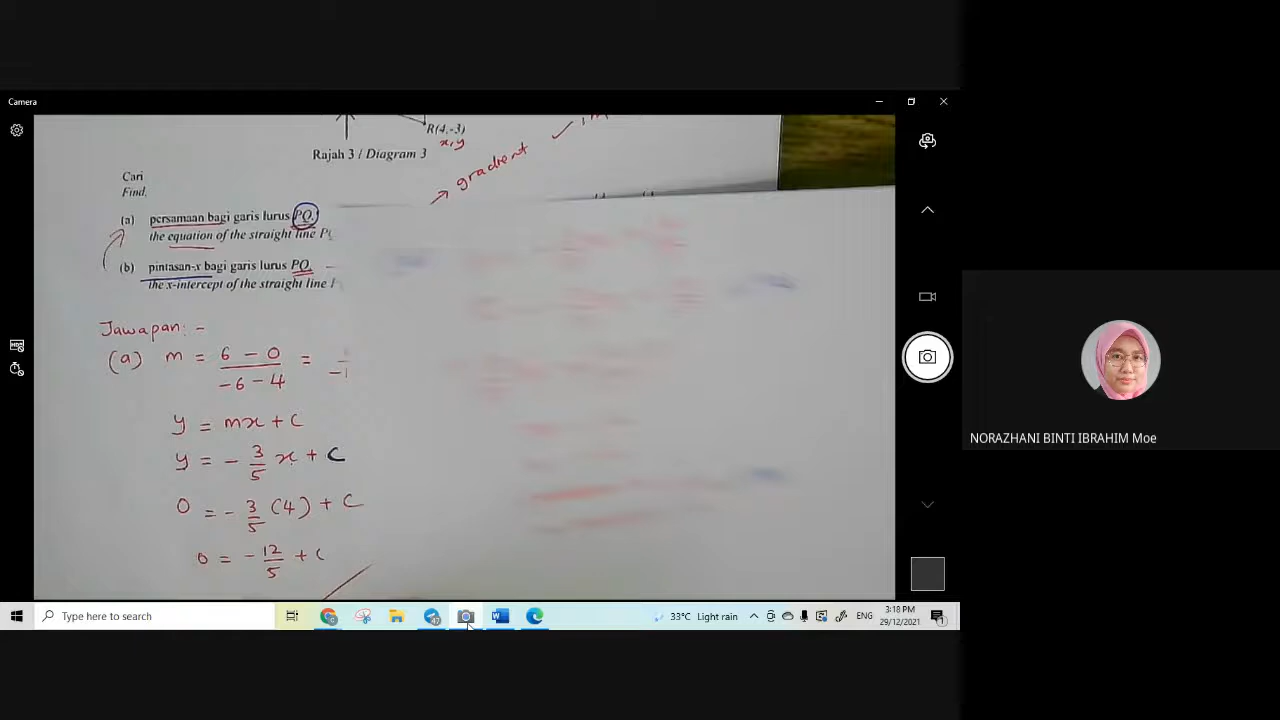 Camera
R(4,-3)
x,y
Rajah 3 / Diagram 3
gradient
Cari
Find,
(a) persamaan bagi garis lurus PQ,
the equation of the straight line P
(b) pintasan-x bagi garis lurus PQ.
the x-intercept of the straight line
Jawapan: -
(a) m = 6 - 0 / -6 - 4 =
y = mx + c
y = - 3/5 x + c
0 = - 3/5 (4) + c
0 = - 12/5 + c
NORAZHANI BINTI IBRAHIM Moe
Type here to search
33°C Light rain
ENG
3:18 PM
29/12/2021